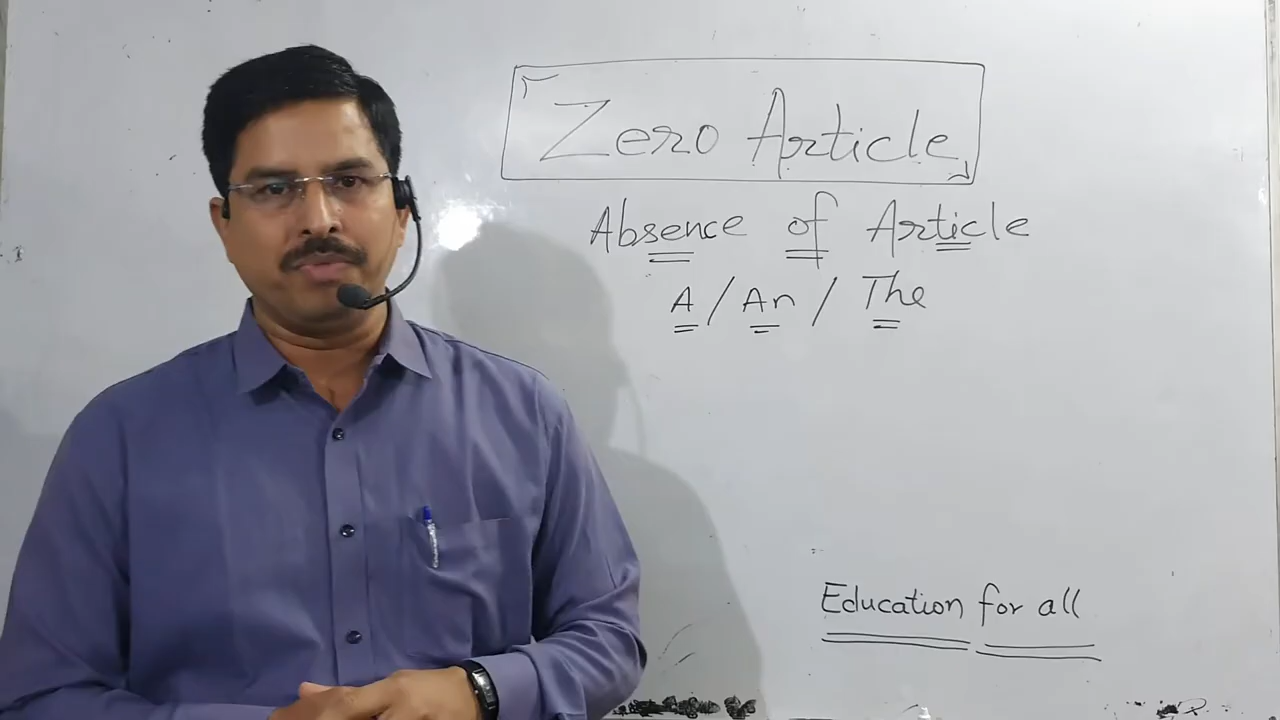 Zero Article
Absence of Article
A / An / The
Education for all